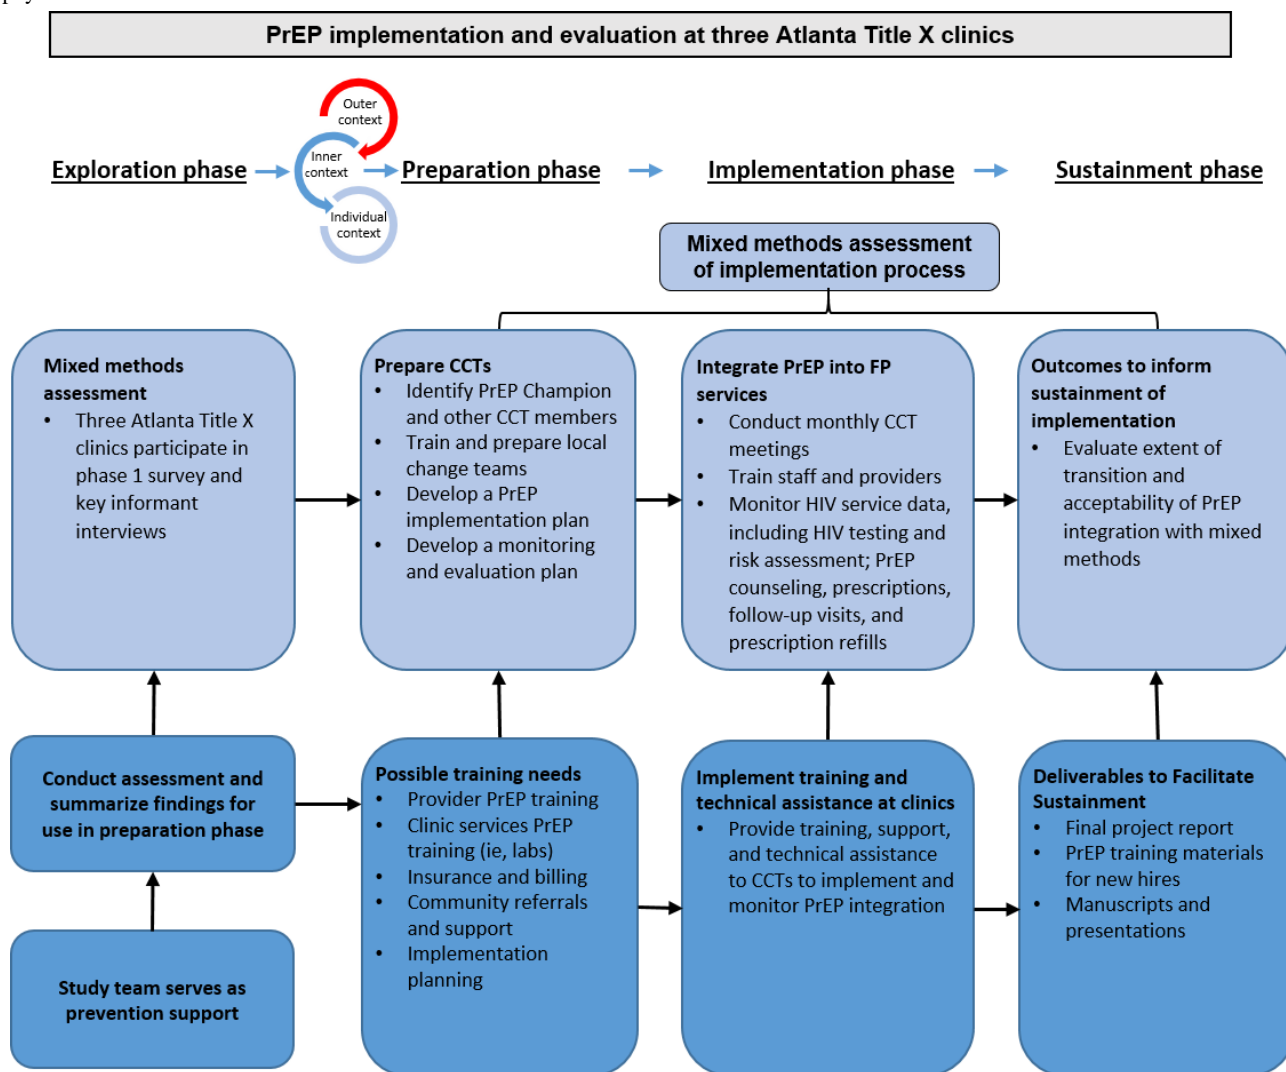 PrEP implementation and evaluation at three Atlanta Title X clinics
Outer
context
Inner
context
Individual
context
Exploration phase
Preparation phase
Implementation phase
Sustainment phase
Mixed methods assessment
of implementation process
Mixed methods
assessment
• Three Atlanta Title X
clinics participate in
phase 1 survey and
key informant
interviews
Prepare CCTs
• Identify PrEP Champion
and other CCT members
• Train and prepare local
change teams
• Develop a PrEP
implementation plan
• Develop a monitoring
and evaluation plan
Integrate PrEP into FP
services
• Conduct monthly CCT
meetings
• Train staff and providers
• Monitor HIV service data,
including HIV testing and
risk assessment; PrEP
counseling, prescriptions,
follow-up visits, and
prescription refills
Outcomes to inform
sustainment of
implementation
• Evaluate extent of
transition and
acceptability of PrEP
integration with mixed
methods
Conduct assessment and
summarize findings for
use in preparation phase
Study team serves as
prevention support
Possible training needs
• Provider PrEP training
• Clinic services PrEP
training (ie, labs)
• Insurance and billing
• Community referrals
and support
• Implementation
planning
Implement training and
technical assistance at clinics
• Provide training, support,
and technical assistance
to CCTs to implement and
monitor PrEP integration
Deliverables to Facilitate
Sustainment
• Final project report
• PrEP training materials
for new hires
• Manuscripts and
presentations